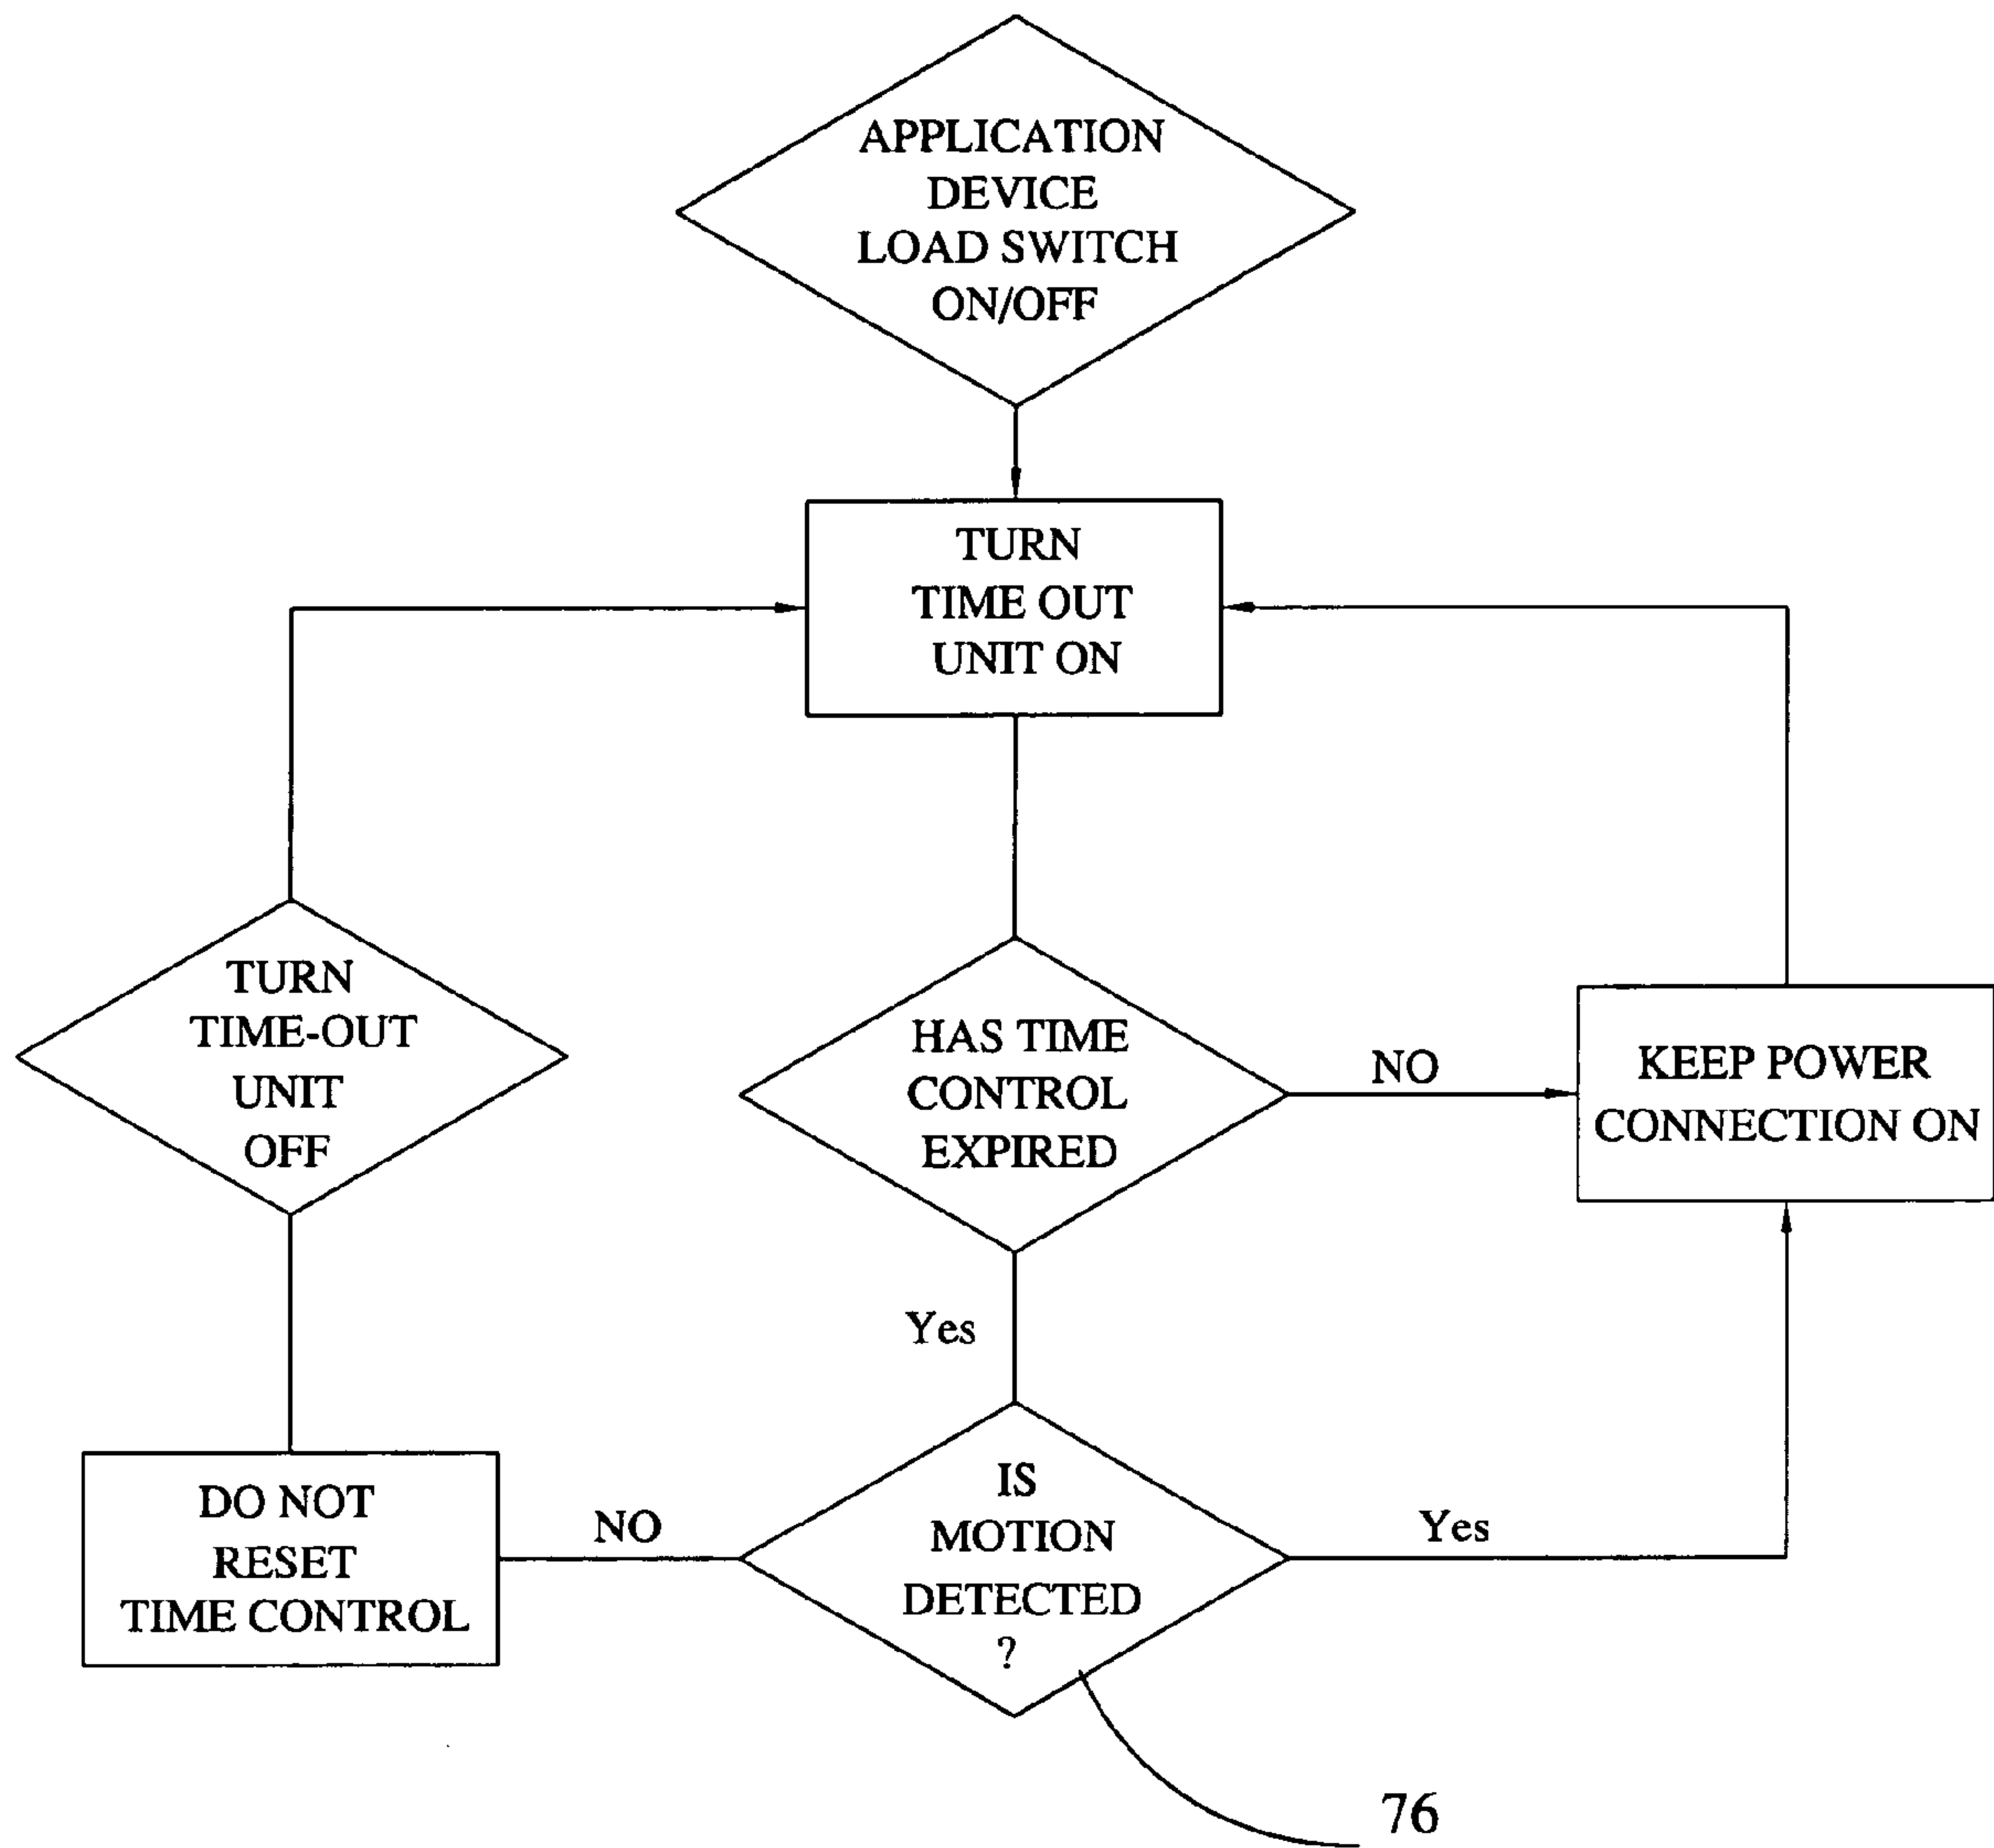 APPLICATION
DEVICE
LOAD SWITCH
ON/OFF
TURN
TIME OUT
UNIT ON
TURN
TIME-OUT
UNIT
OFF
HAS TIME
CONTROL
EXPIRED
NO
KEEP POWER
CONNECTION ON
Yes
DO NOT
RESET
TIME CONTROL
NO
IS
MOTION
DETECTED
?
Yes
76